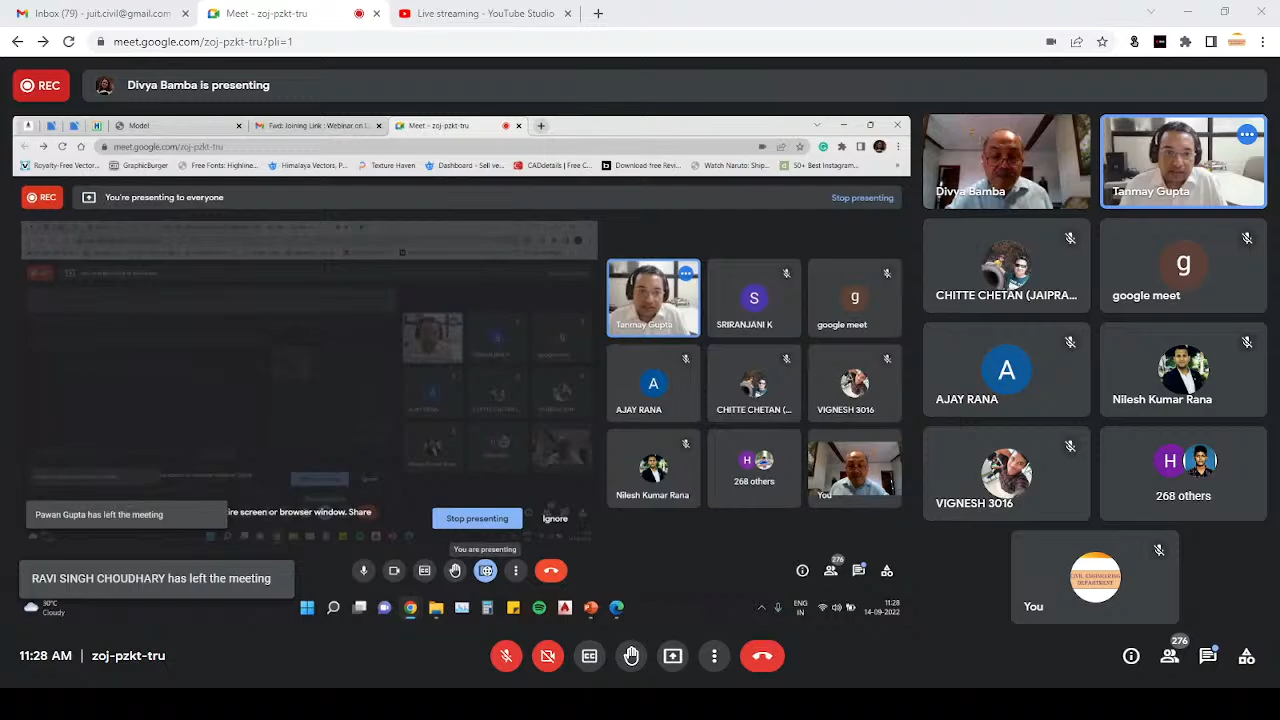 Inbox (79) - juit.civil@gmail.com
Meet - zoj-pzkt-tru
Live streaming - YouTube Studio
meet.google.com/zoj-pzkt-tru?pli=1
REC
Divya Bamba is presenting
Model
Fwd: Joining Link : Webinar on I
Meet - zoj-pzkt-tru
meet.google.com/zoj-pzkt-tru
Royalty-Free Vector...
GraphicBurger
Free Fonts: Highline...
Himalaya Vectors, P...
Texture Haven
Dashboard - Sell ve...
CADdetails | Free C...
Download free Revi...
Watch Naruto: Ship...
50+ Best Instagram...
REC
You're presenting to everyone
Stop presenting
Tanmay Gupta
S
SRIRANJANI K
g
google meet
A
AJAY RANA
CHITTE CHETAN (...
VIGNESH 3016
Nilesh Kumar Rana
H
268 others
You
Pawan Gupta has left the meeting
ire screen or browser window. Share
Stop presenting
Ignore
You are presenting
RAVI SINGH CHOUDHARY has left the meeting
276
30°C
Cloudy
ENG
IN
11:28
14-09-2022
Divya Bamba
Tanmay Gupta
CHITTE CHETAN (JAIPRA...
g
google meet
A
AJAY RANA
Nilesh Kumar Rana
VIGNESH 3016
H
268 others
CIVIL ENGINEERING
DEPARTMENT
You
11:28 AM | zoj-pzkt-tru
276